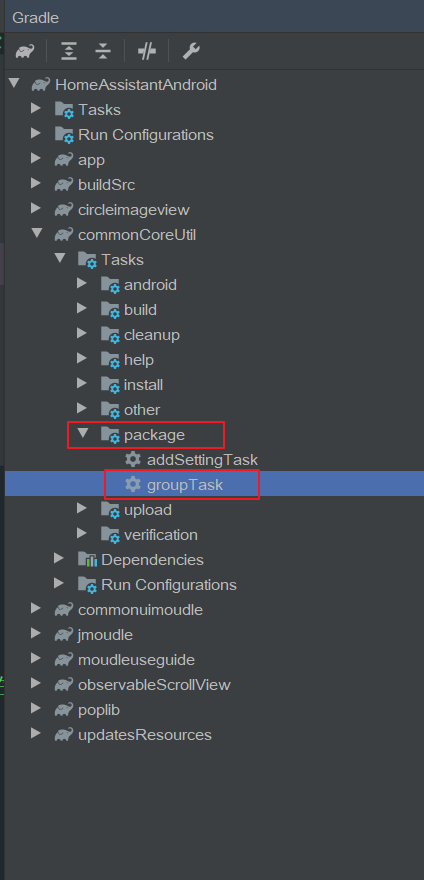 Gradle
HomeAssistantAndroid
Tasks
Run Configurations
app
buildSrc
circleimageview
commonCoreUtil
Tasks
android
build
cleanup
help
install
other
package
addSettingTask
groupTask
upload
verification
Dependencies
Run Configurations
commonuimoudle
jmoudle
moudleuseguide
observableScrollView
poplib
updatesResources